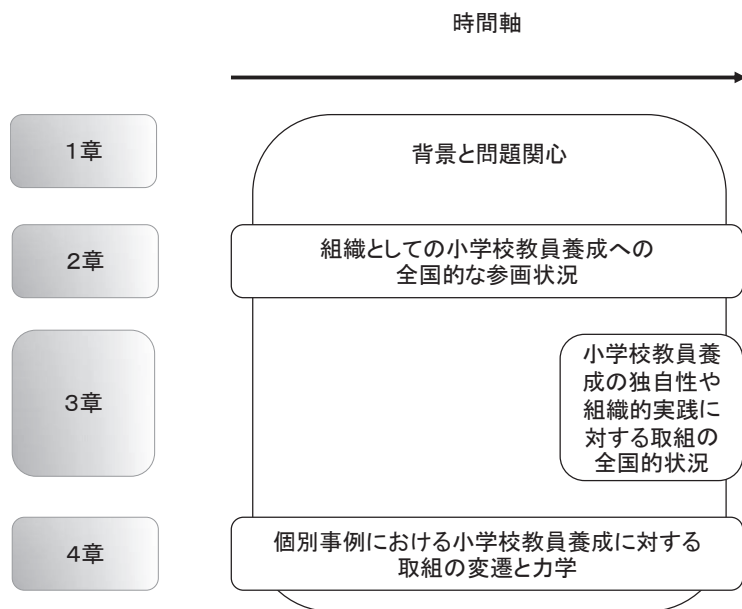 時間軸
1章
背景と問題関心
2章
組織としての小学校教員養成への
全国的な参画状況
3章
小学校教員養
成の独自性や
組織的実践に
対する取組の
全国的状況
4章
個別事例における小学校教員養成に対する
取組の変遷と力学